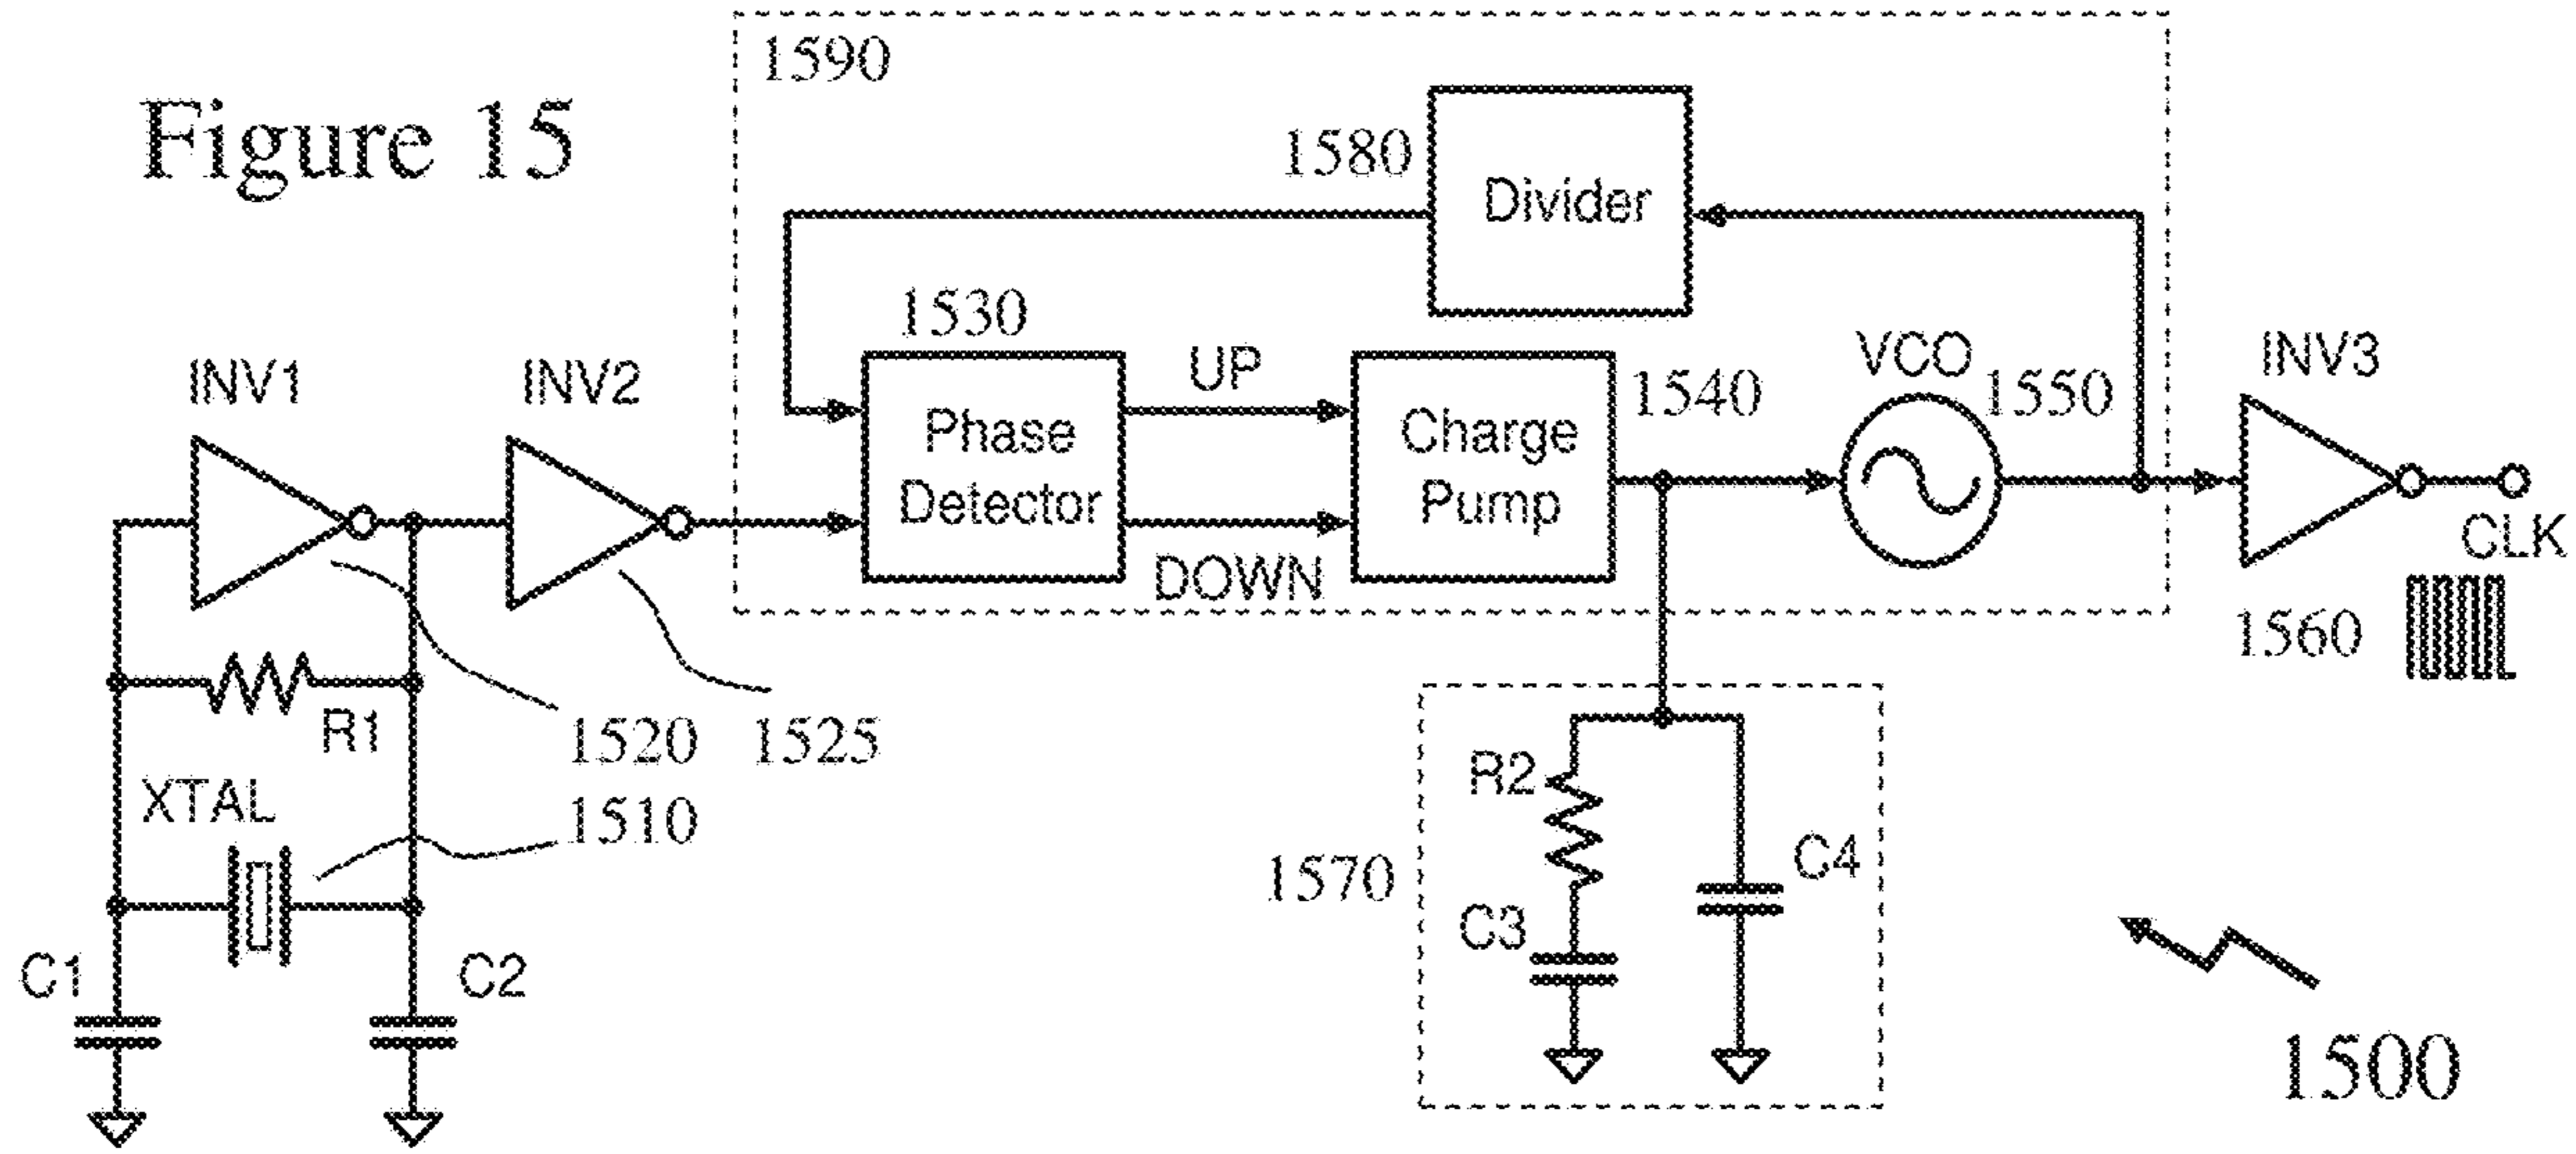 Figure 15
1590
1580
Divider
1530
UP
VCO
INV1
INV2
INV3
1540
1550
Phase
Detector
Charge
Pump
DOWN
CLK
1560
R1
1520
1525
XTAL
1510
R2
1570
C4
C3
C1
C2
1500